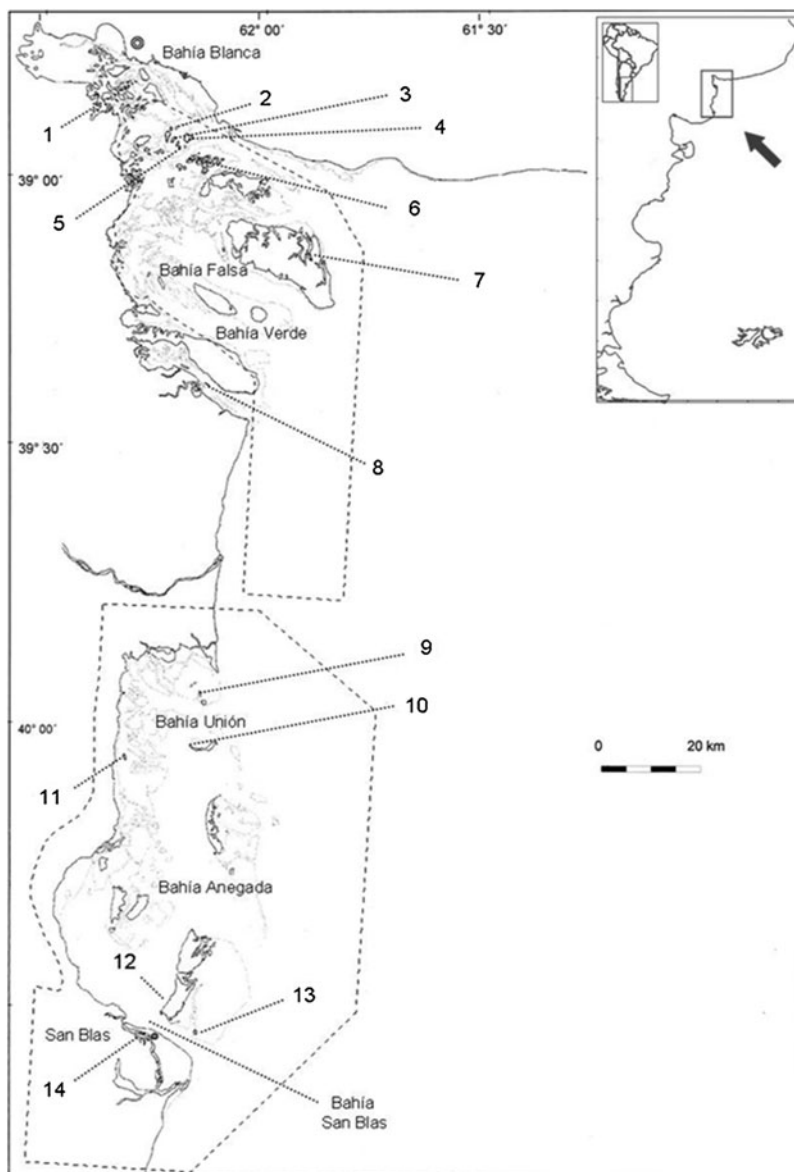 62° 00′
61° 30′
Bahía Blanca
2
3
1
4
39° 00′
5
6
Bahía Falsa
7
Bahía Verde
39° 30′
8
9
10
40° 00′
Bahía Unión
0
20 km
11
Bahía Anegada
12
13
San Blas
14
Bahía
San Blas